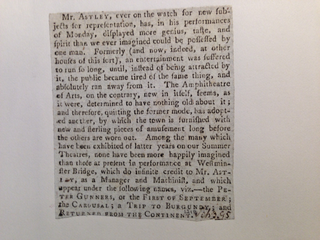 Mr. ASTLEY, ever on the watch for new sub-
jects for representation, has, in his performances
of Monday, displayed more genius, taste, and
spirit than we ever imagined could be possessed by
one man. Formerly (and now, indeed, at other
houses of this sort,) an entertainment was suffered
to run so long, until, instead of being attracted by
it, the public became tired of the same thing, and
absolutely ran away from it. The Amphitheatre
of Arts, on the contrary, new in itself, seems, as
it were, determined to have nothing old about it;
and therefore, quitting the former mode, has adopt-
ed another, by which the town is furnished with
new and sterling pieces of amusement long before
the others are worn out. Among the many which
have been exhibited of latter years on our Summer
Theatres, none have been more happily imagined
than those at present in performance at Westmin-
ster Bridge, which do infinite credit to Mr. AST-
LEY, as a Manager and Machinist, and which
appear under the following names, viz.—the PE-
TER GUNNERS, or the FIRST OF SEPTEMBER;
the CAROUSAL; a TRIP TO BURGUNDY; and
RETURNED FROM THE CONTINENT.